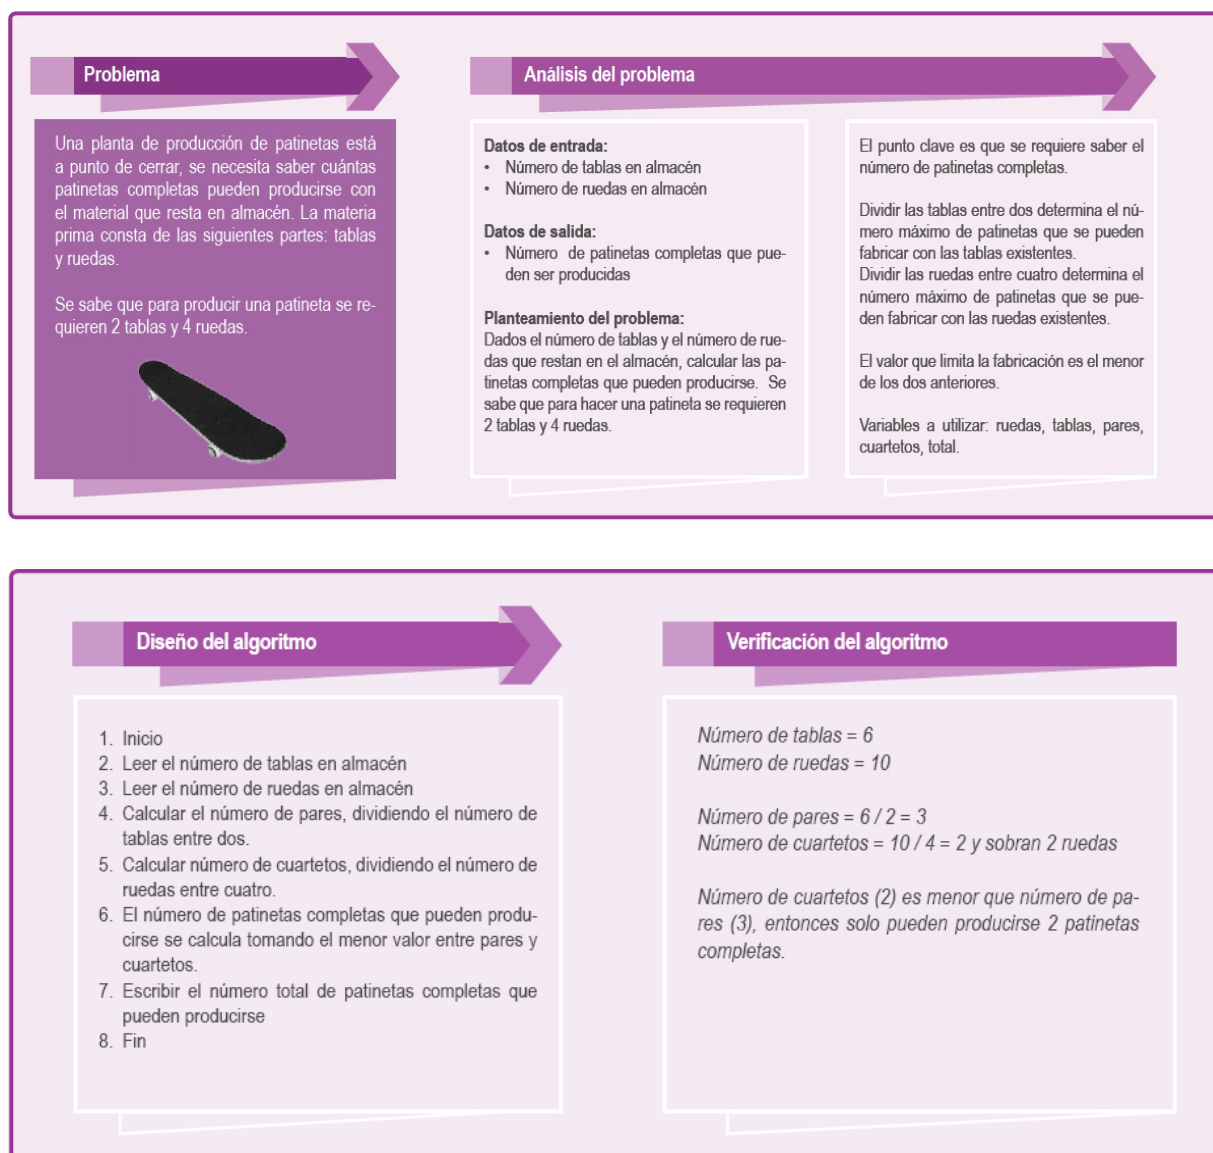 Problema
Una planta de producción de patinetas está
a punto de cerrar, se necesita saber cuántas
patinetas completas pueden producirse con
el material que resta en almacén. La materia
prima consta de las siguientes partes: tablas
y ruedas.
Se sabe que para producir una patineta se re-
quieren 2 tablas y 4 ruedas.
Análisis del problema
Datos de entrada:
• Número de tablas en almacén
• Número de ruedas en almacén
Datos de salida:
• Número de patinetas completas que pue-
den ser producidas
Planteamiento del problema:
Dados el número de tablas y el número de rue-
das que restan en el almacén, calcular las pa-
tinetas completas que pueden producirse. Se
sabe que para hacer una patineta se requieren
2 tablas y 4 ruedas.
El punto clave es que se requiere saber el
número de patinetas completas.
Dividir las tablas entre dos determina el nú-
mero máximo de patinetas que se pueden
fabricar con las tablas existentes.
Dividir las ruedas entre cuatro determina el
número máximo de patinetas que se pue-
den fabricar con las ruedas existentes.
El valor que limita la fabricación es el menor
de los dos anteriores.
Variables a utilizar: ruedas, tablas, pares,
cuartetos, total.
Diseño del algoritmo
1. Inicio
2. Leer el número de tablas en almacén
3. Leer el número de ruedas en almacén
4. Calcular el número de pares, dividiendo el número de
tablas entre dos.
5. Calcular número de cuartetos, dividiendo el número de
ruedas entre cuatro.
6. El número de patinetas completas que pueden produ-
cirse se calcula tomando el menor valor entre pares y
cuartetos.
7. Escribir el número total de patinetas completas que
pueden producirse
8. Fin
Verificación del algoritmo
Número de tablas = 6
Número de ruedas = 10
Número de pares = 6 / 2 = 3
Número de cuartetos = 10 / 4 = 2 y sobran 2 ruedas
Número de cuartetos (2) es menor que número de pa-
res (3), entonces solo pueden producirse 2 patinetas
completas.